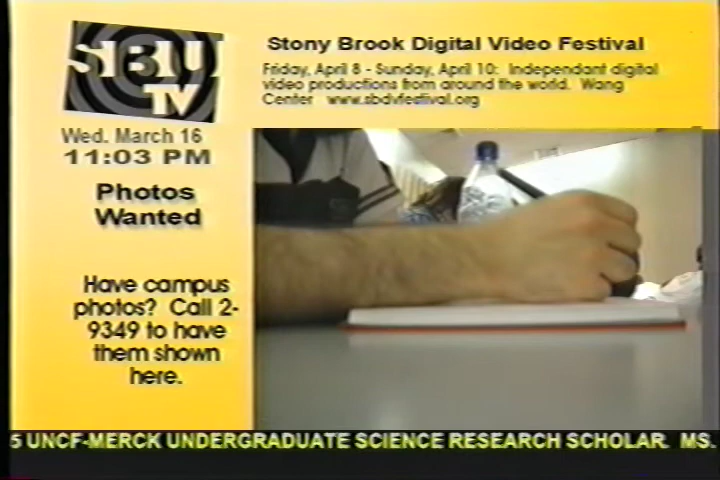 SBU
TV
Stony Brook Digital Video Festival
Friday, April 8 - Sunday, April 10: Independant digital
video productions from around the world. Wang
Center www.sbdvfestival.org
Wed. March 16
11:03 PM
Photos
Wanted
Have campus
photos? Call 2-
9349 to have
them shown
here.
5 UNCF-MERCK UNDERGRADUATE SCIENCE RESEARCH SCHOLAR. MS.